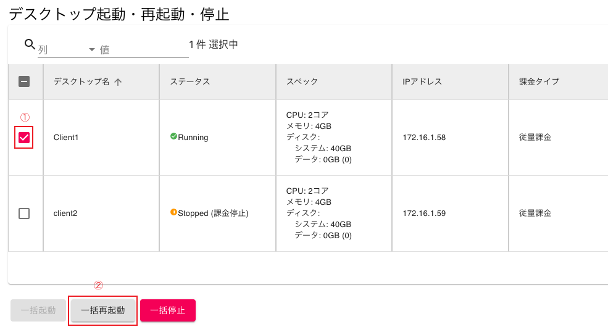 デスクトップ起動・再起動・停止
列 値 1 件 選択中
デスクトップ名 ↑ ステータス スペック IPアドレス 課金タイプ
①
Client1 Running CPU: 2コア 172.16.1.58 従量課金
メモリ: 4GB
ディスク:
システム: 40GB
データ: 0GB (0)
client2 Stopped (課金停止) CPU: 2コア 172.16.1.59 従量課金
メモリ: 4GB
ディスク:
システム: 40GB
データ: 0GB (0)
②
一括起動 一括再起動 一括停止